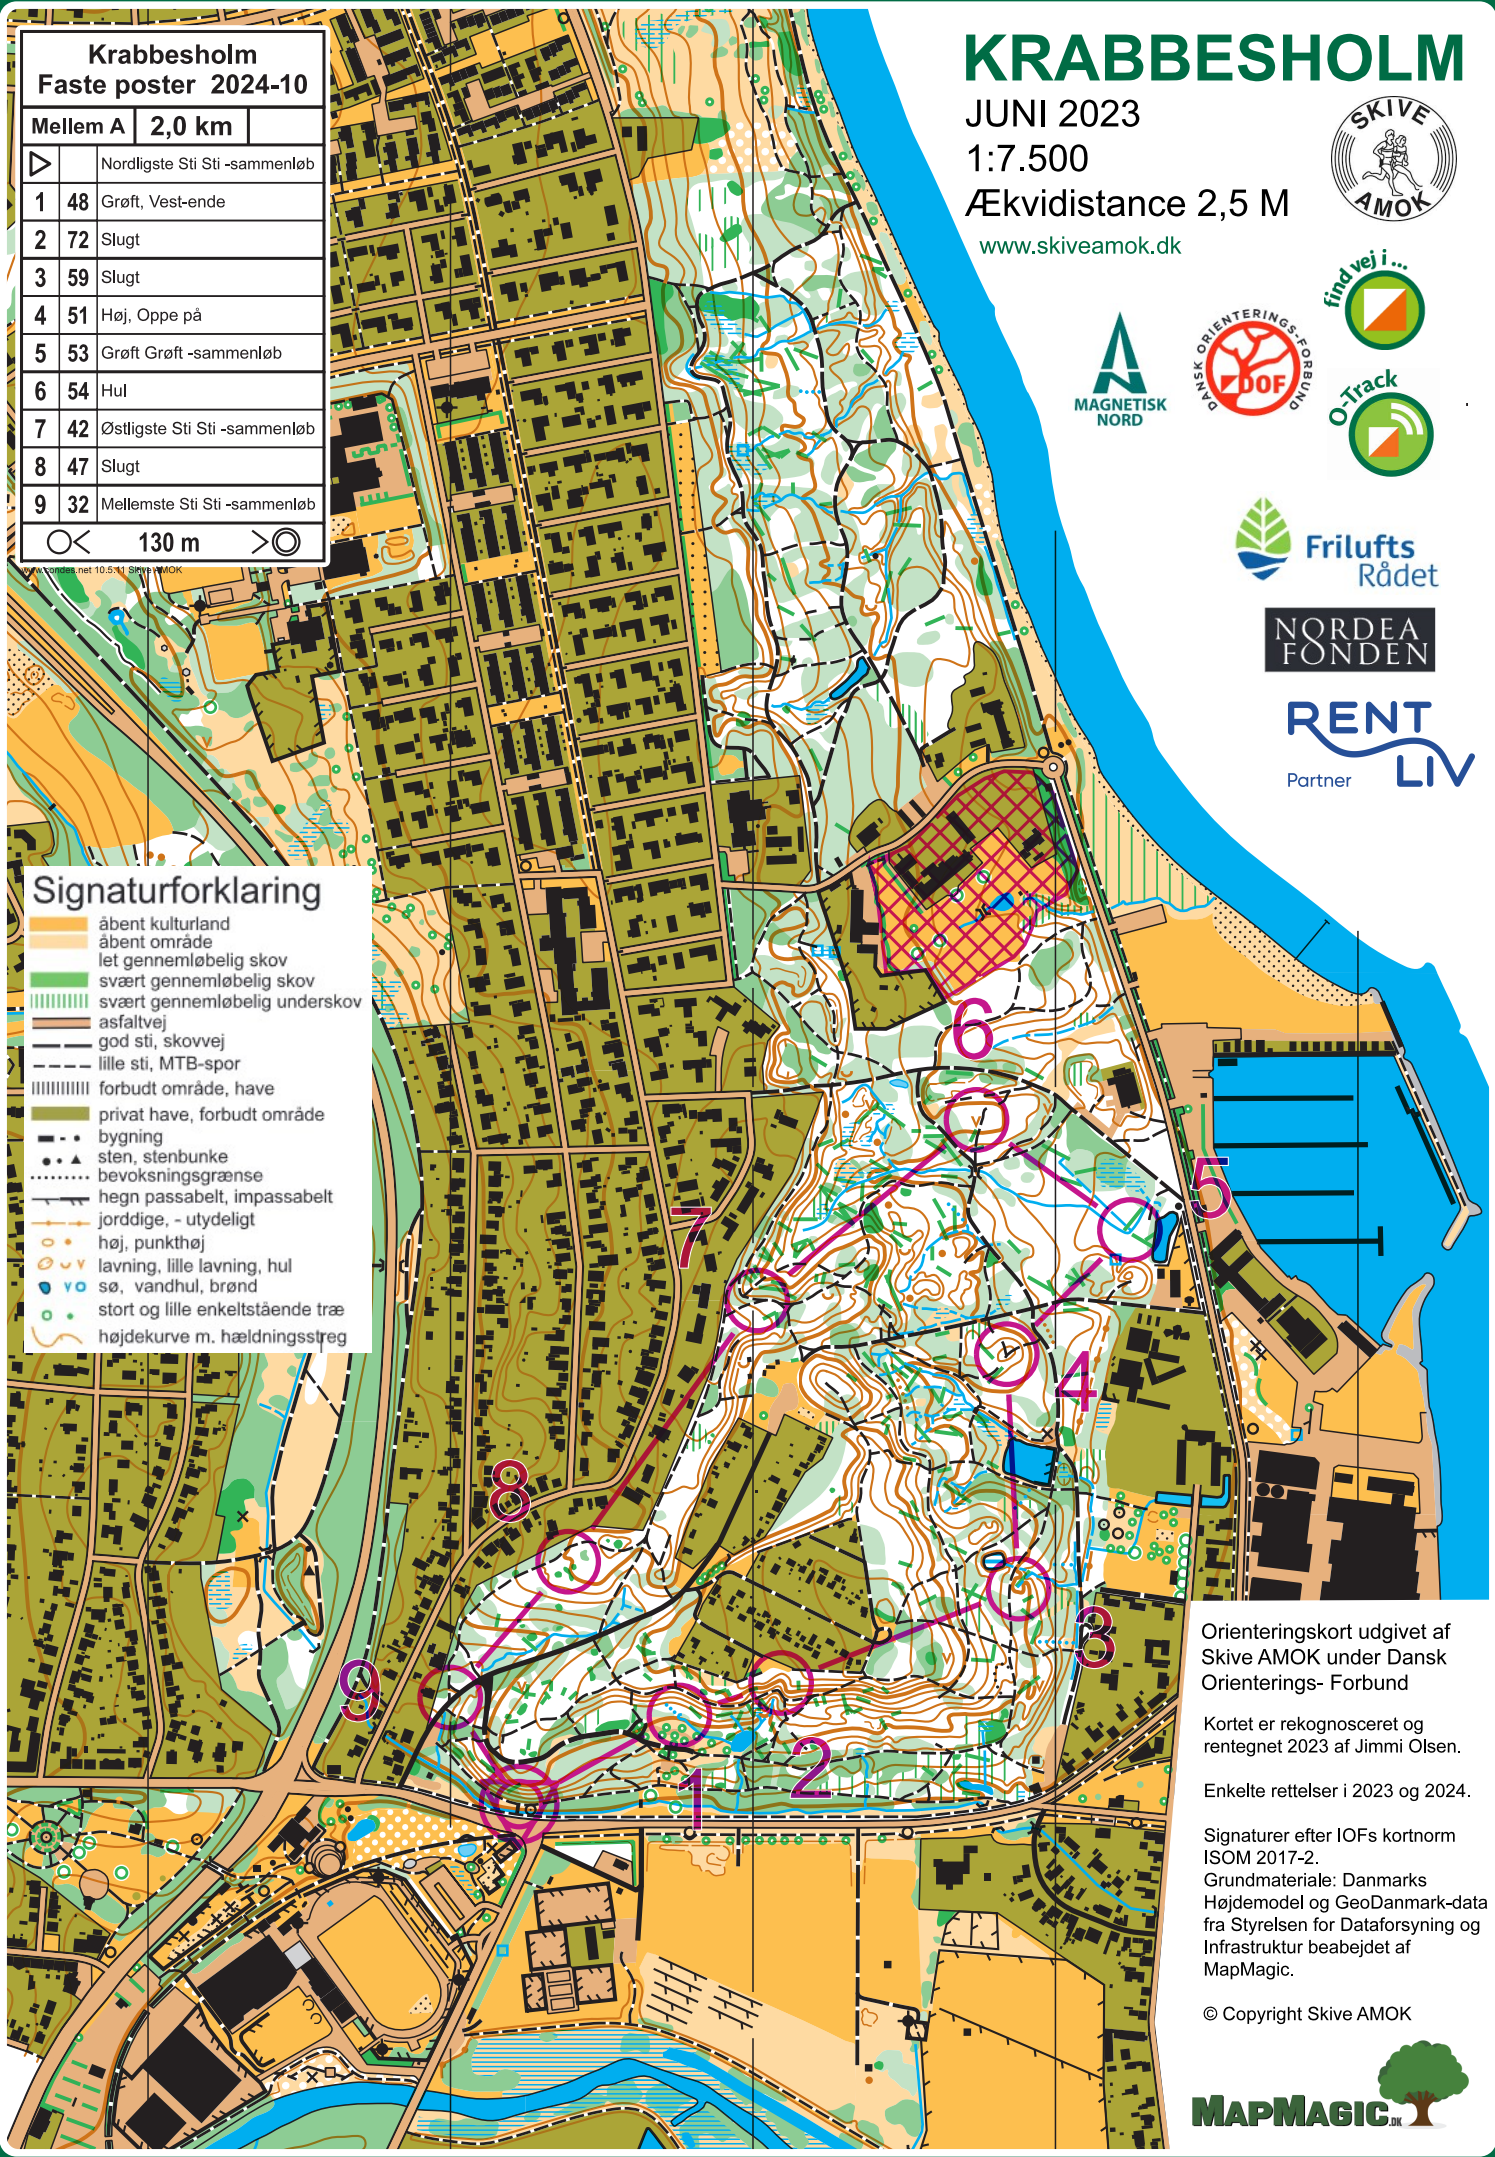 Krabbesholm
Faste poster 2024-10
Mellem A 2,0 km
Nordligste Sti Sti -sammenløb
1 48 Grøft, Vest-ende
2 72 Slugt
3 59 Slugt
4 51 Høj, Oppe på
5 53 Grøft Grøft -sammenløb
6 54 Hul
7 42 Østligste Sti Sti -sammenløb
8 47 Slugt
9 32 Mellemste Sti Sti -sammenløb
130 m
www.condes.net 10.5.11 Skive AMOK
KRABBESHOLM
JUNI 2023
1:7.500
Ækvidistance 2,5 M
www.skiveamok.dk
SKIVE
AMOK
find vej i ...
MAGNETISK
NORD
DANSK ORIENTERINGS-FORBUND
DOF
O-Track
Frilufts
Rådet
NORDEA
FONDEN
RENT
LIV
Partner
Signaturforklaring
åbent kulturland
åbent område
let gennemløbelig skov
svært gennemløbelig skov
svært gennemløbelig underskov
asfaltvej
god sti, skovvej
lille sti, MTB-spor
forbudt område, have
privat have, forbudt område
bygning
sten, stenbunke
bevoksningsgrænse
hegn passabelt, impassabelt
jorddige, - utydeligt
høj, punkthøj
lavning, lille lavning, hul
sø, vandhul, brønd
stort og lille enkeltstående træ
højdekurve m. hældningsstreg
6
5
7
4
8
3
9
2
1
Orienteringskort udgivet af
Skive AMOK under Dansk
Orienterings- Forbund
Kortet er rekognosceret og
rentegnet 2023 af Jimmi Olsen.
Enkelte rettelser i 2023 og 2024.
Signaturer efter IOFs kortnorm
ISOM 2017-2.
Grundmateriale: Danmarks
Højdemodel og GeoDanmark-data
fra Styrelsen for Dataforsyning og
Infrastruktur beabejdet af
MapMagic.
© Copyright Skive AMOK
MAPMAGIC.DK